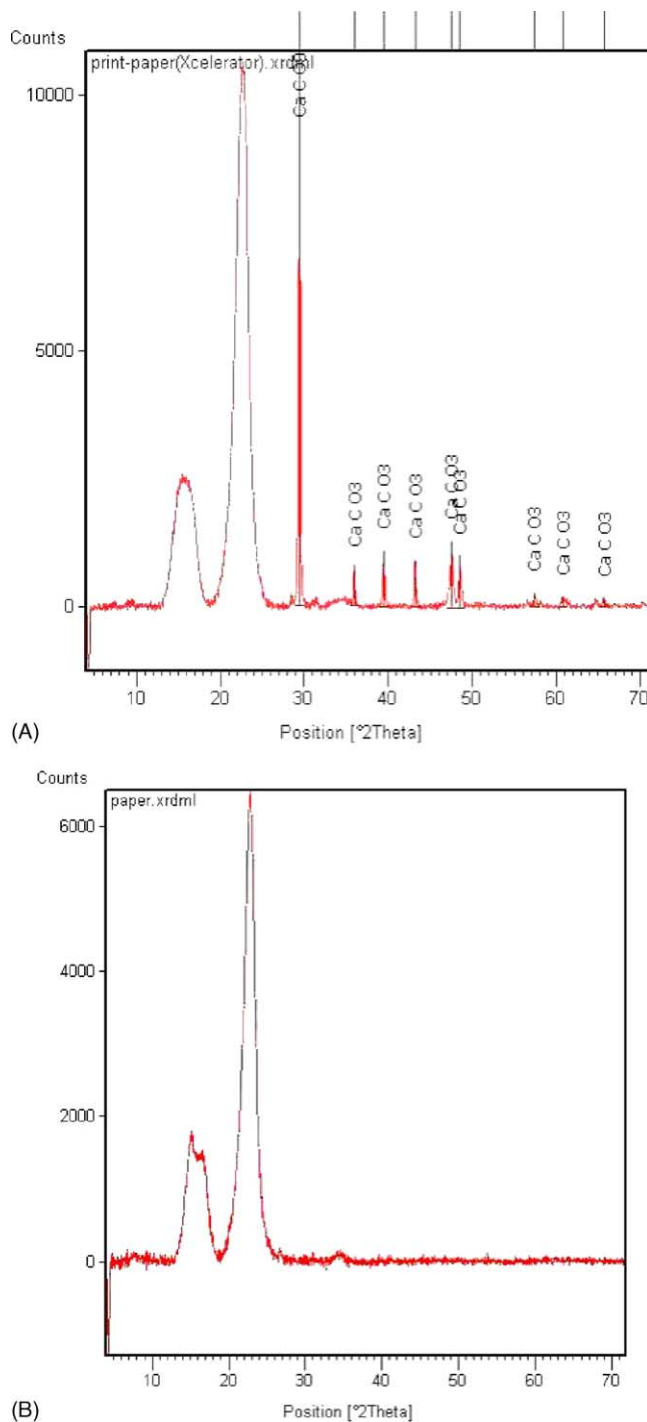 Counts
print-paper(Xcelerator).xrdml
Ca C O3
10000
5000
Ca C O3
Ca C O3
Ca C O3
Ca C O3
Ca C O3
Ca C O3
Ca C O3
Ca C O3
0
10 20 30 40 50 60 70
Position [°2Theta]
(A)
Counts
paper.xrdml
6000
4000
2000
0
10 20 30 40 50 60 70
Position [°2Theta]
(B)